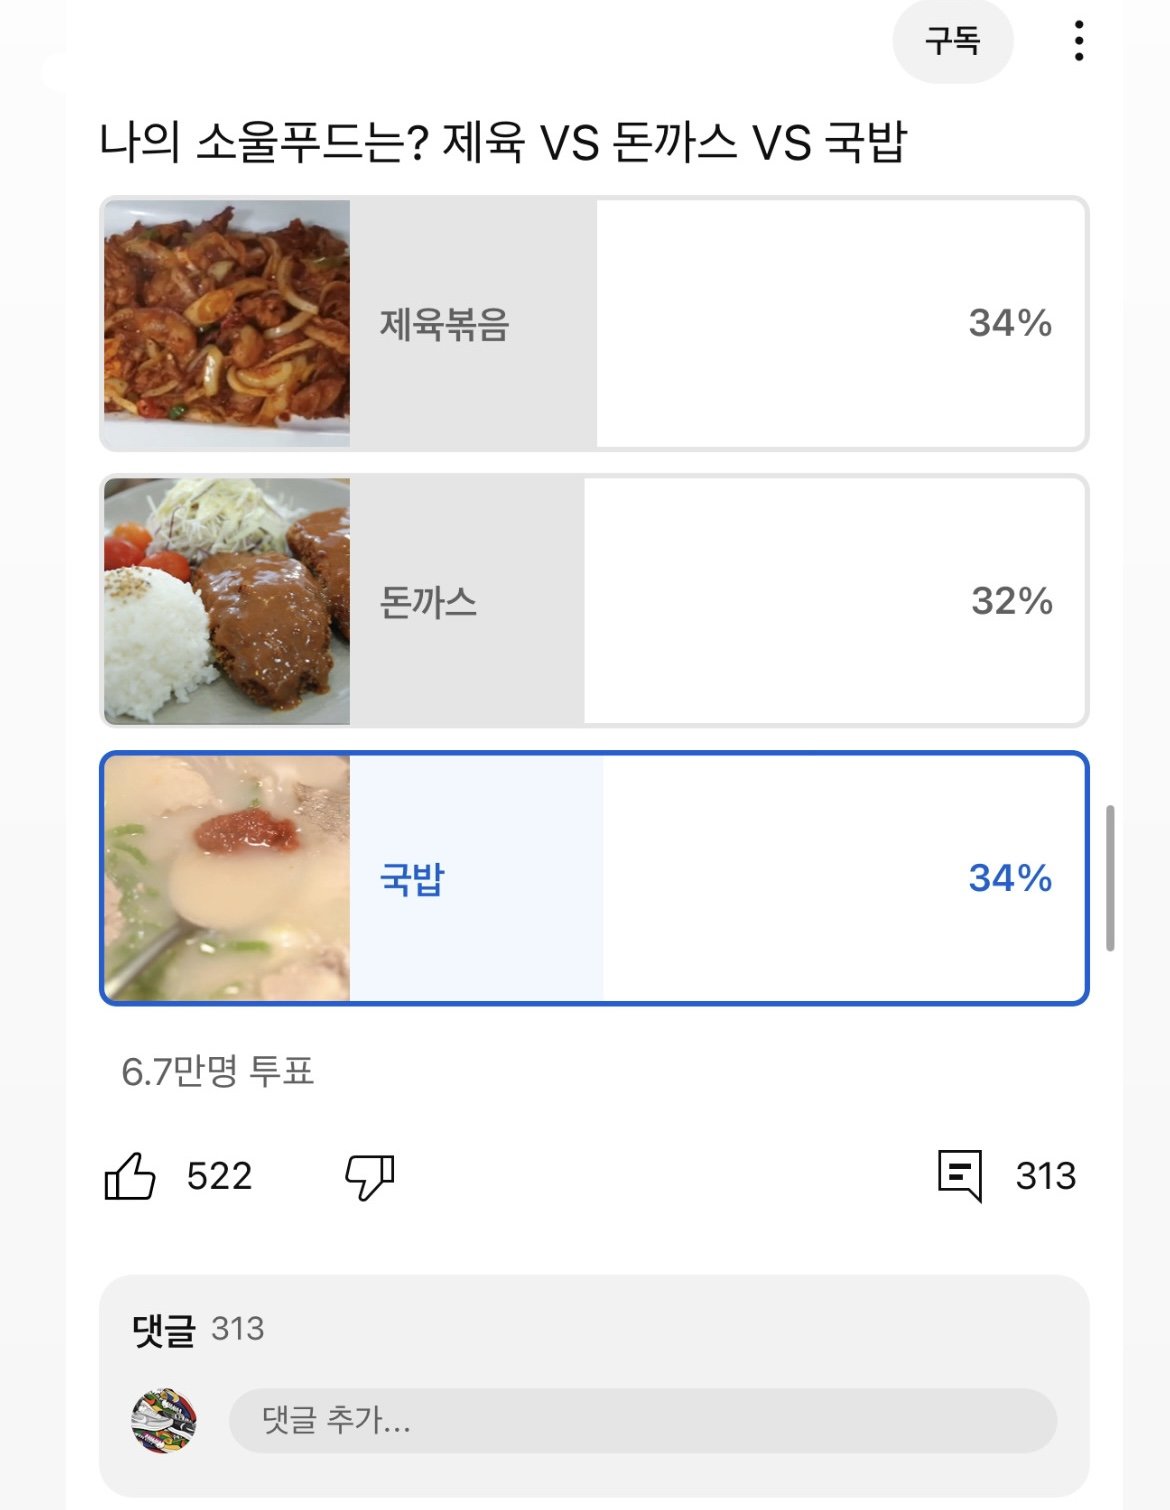 구독
나의 소울푸드는? 제육 VS 돈까스 VS 국밥
제육볶음 34%
돈까스 32%
국밥 34%
6.7만명 투표
522 313
댓글 313
댓글 추가...